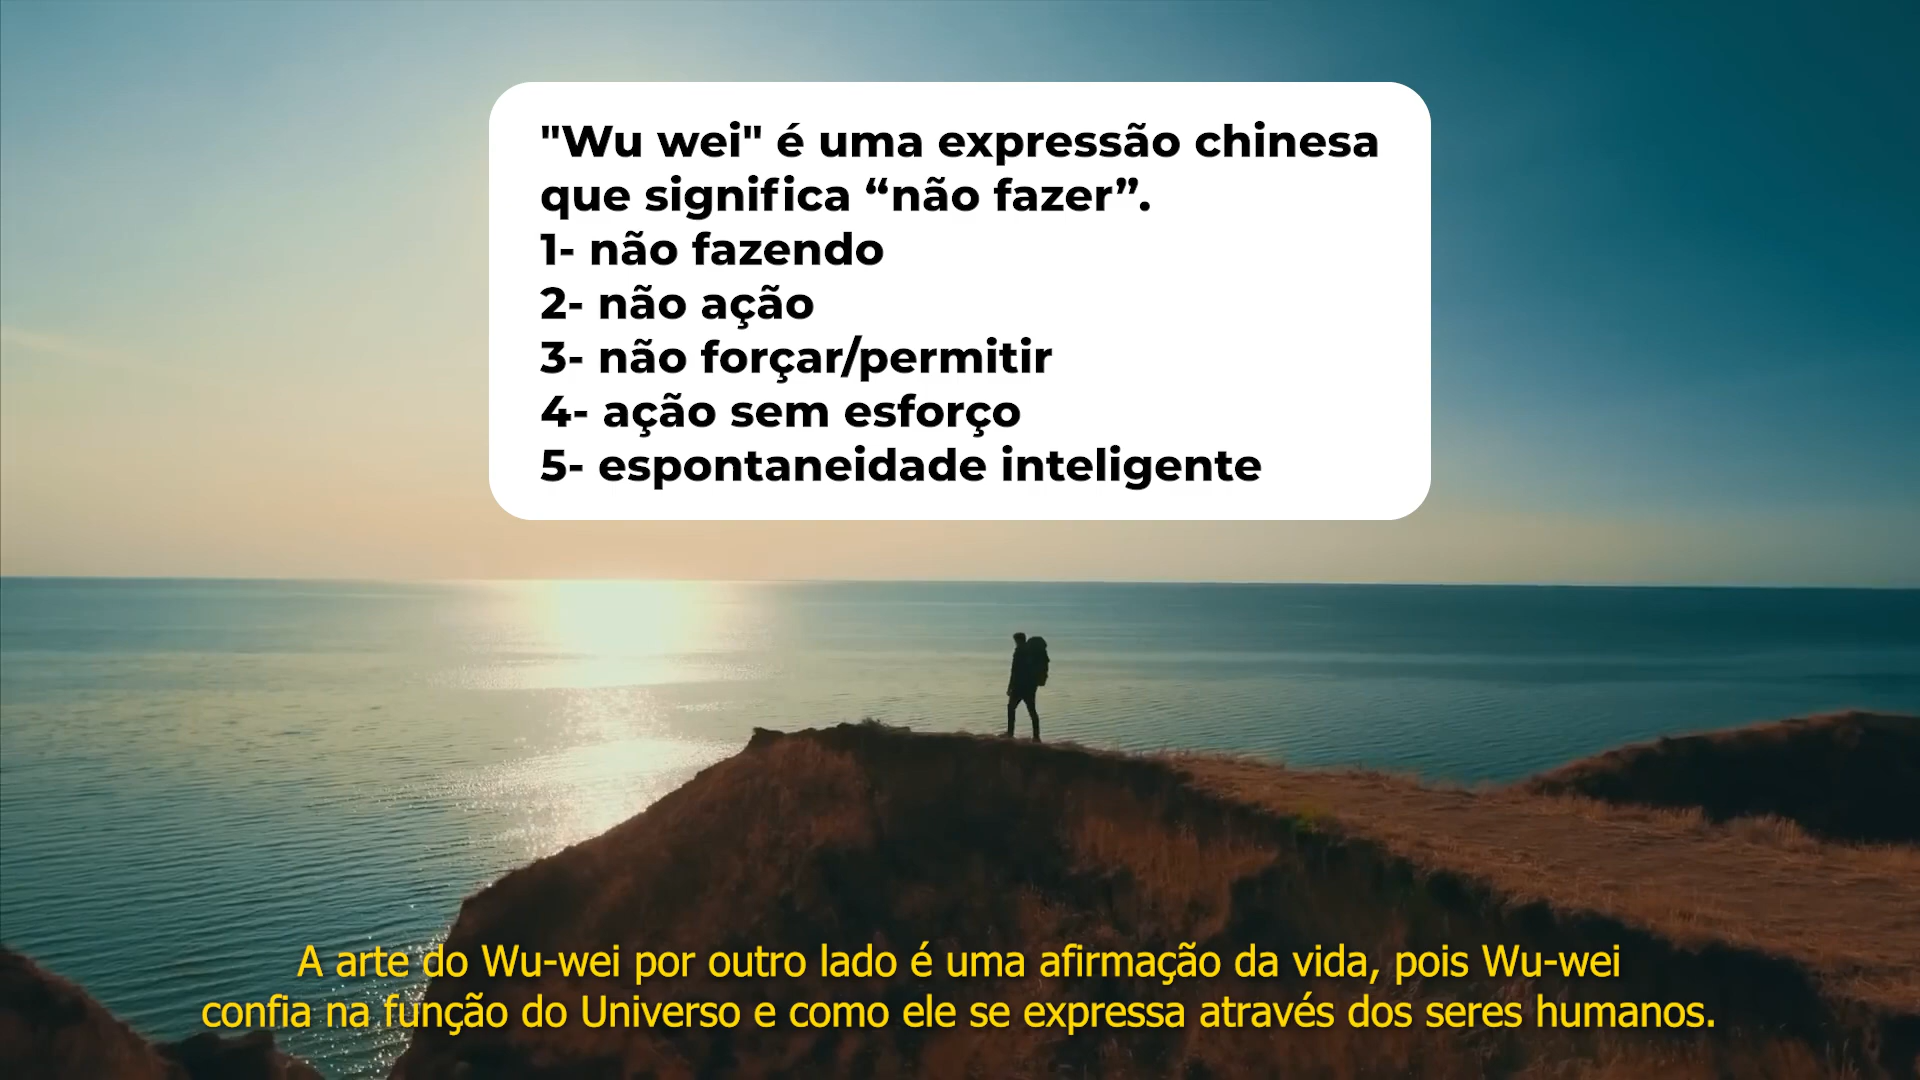 "Wu wei" é uma expressão chinesa
que significa “não fazer”.
1- não fazendo
2- não ação
3- não forçar/permitir
4- ação sem esforço
5- espontaneidade inteligente
A arte do Wu-wei por outro lado é uma afirmação da vida, pois Wu-wei
confia na função do Universo e como ele se expressa através dos seres humanos.